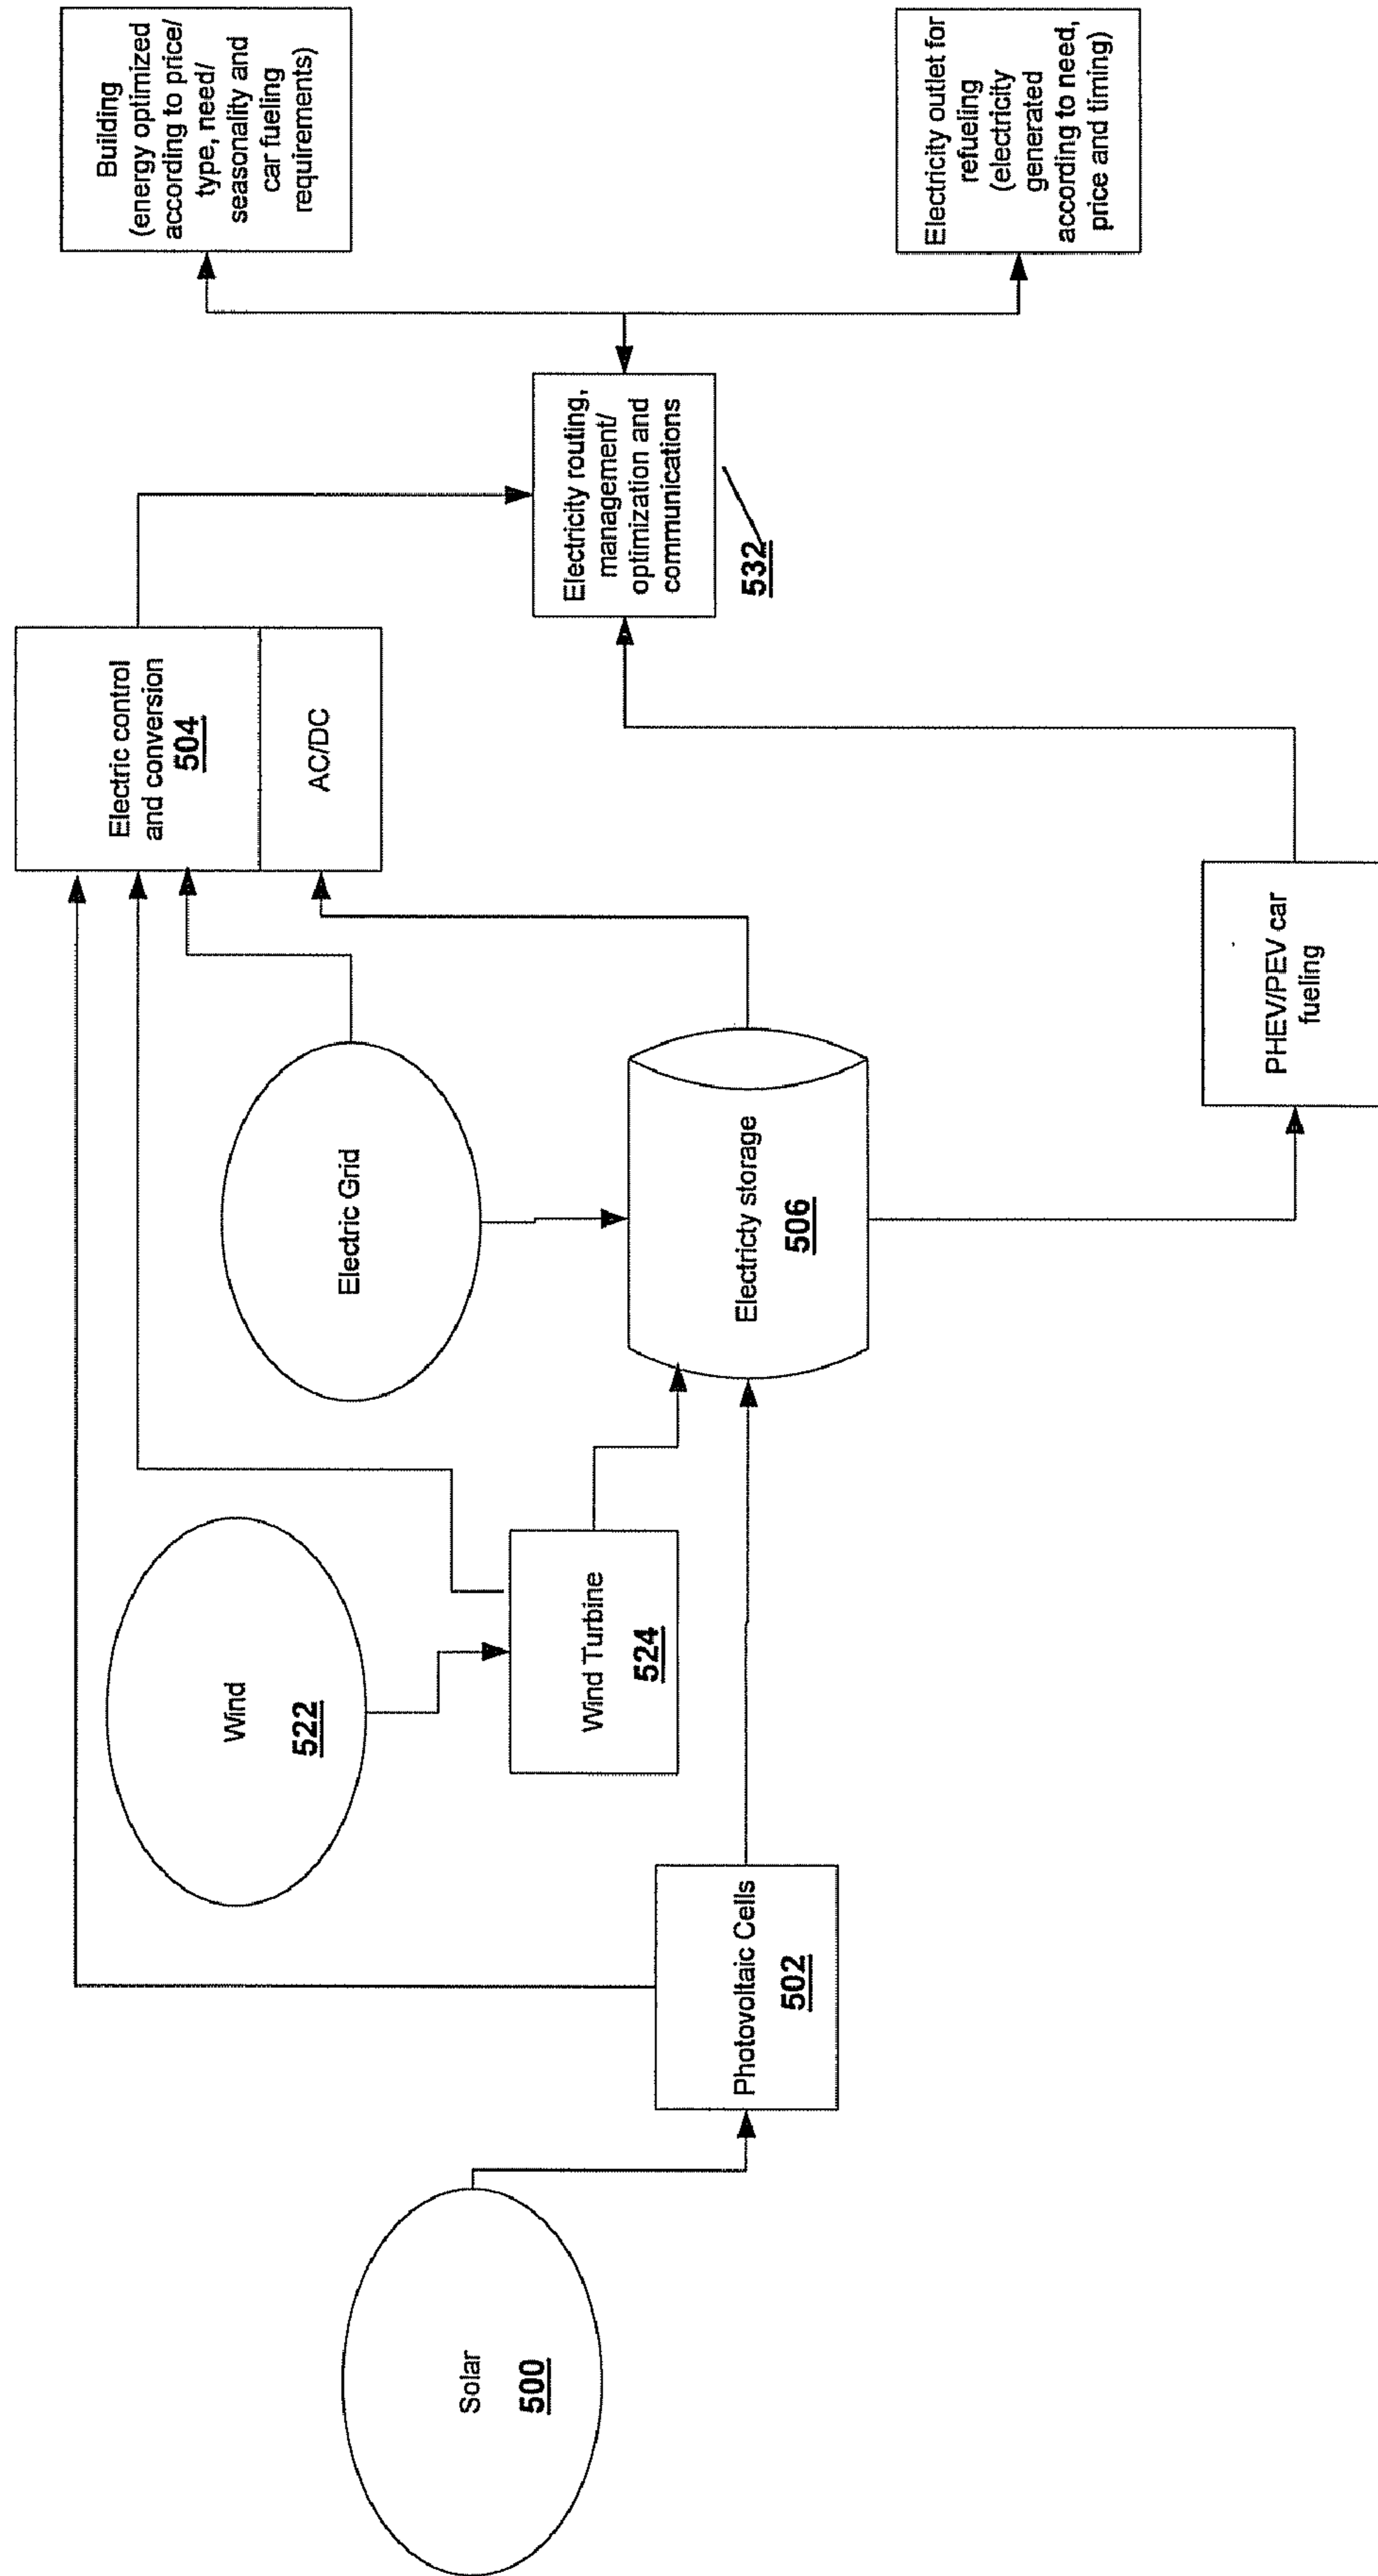 Solar
500
Photovoltaic Cells
502
Wind
522
Wind Turbine
524
Electric Grid
Electricty storage
506
Electric control
and conversion
504
AC/DC
PHEV/PEV car
fueling
Electricity routing,
management/
optimization and
communications
532
Building
(energy optimized
according to price/
type, need/
seasonality and
car fueling
requirements)
Electricity outlet for
refueling
(electricity
generated
according to need,
price and timing)